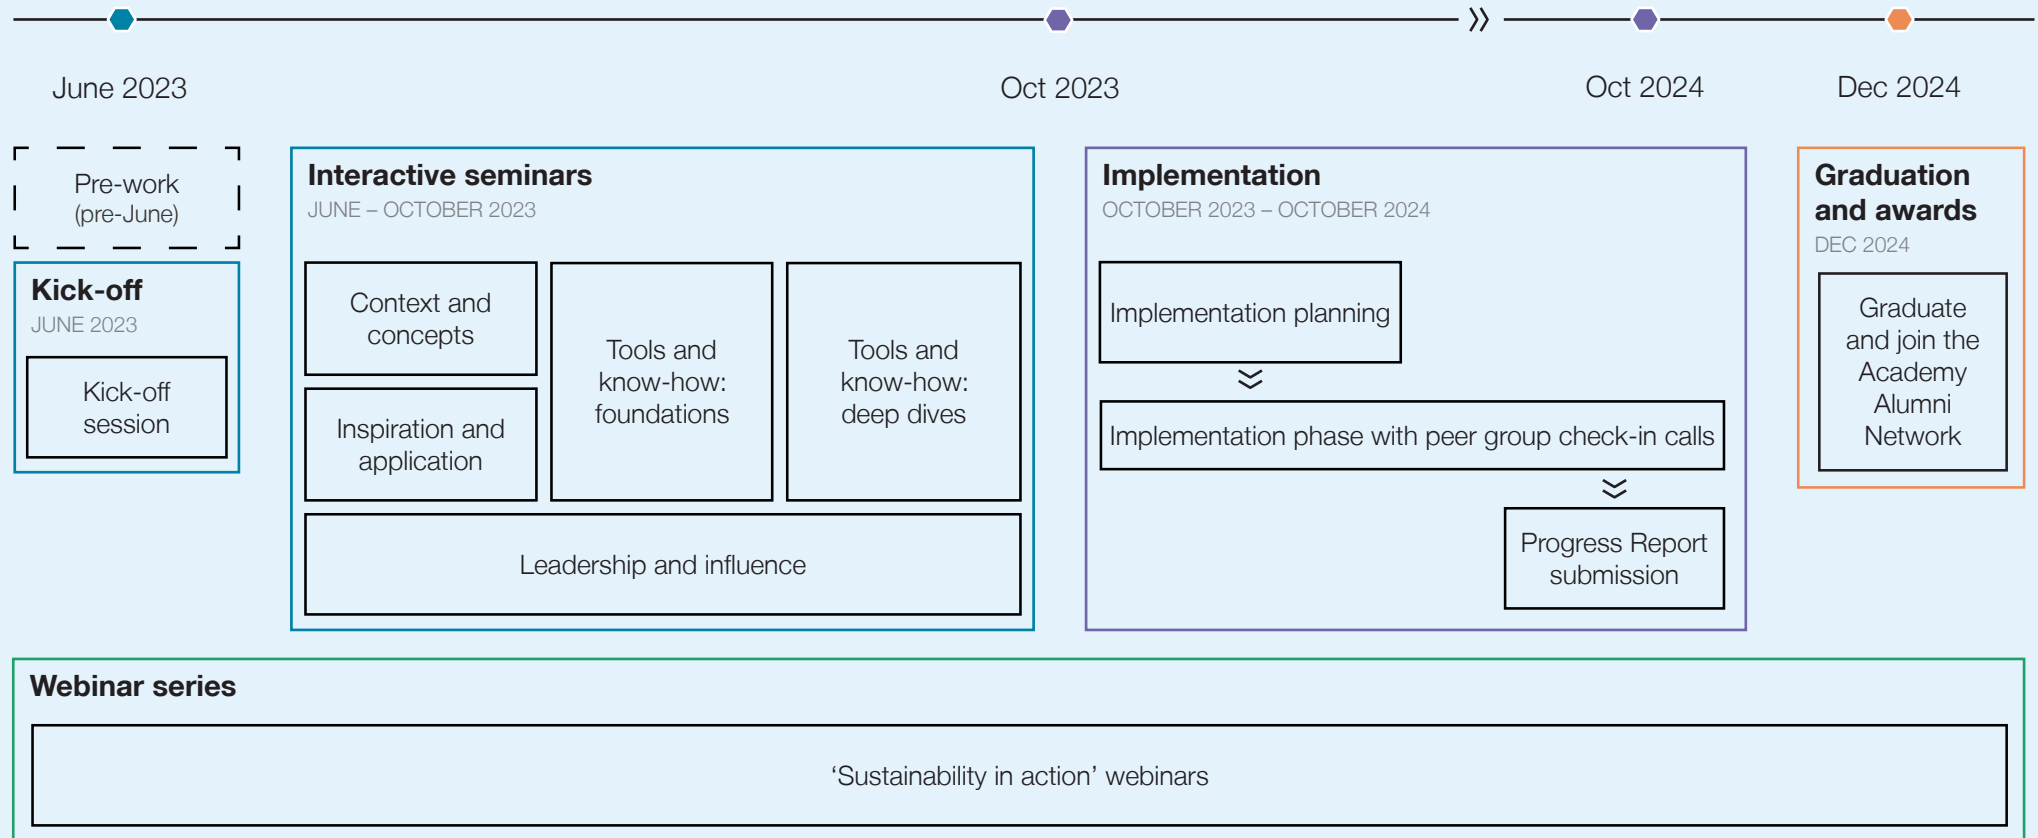 June 2023
Oct 2023
Oct 2024
Dec 2024
Pre-work
(pre-June)
Kick-off
JUNE 2023
Kick-off
session
Interactive seminars
JUNE – OCTOBER 2023
Context and
concepts
Inspiration and
application
Tools and
know-how:
foundations
Tools and
know-how:
deep dives
Leadership and influence
Implementation
OCTOBER 2023 – OCTOBER 2024
Implementation planning
Implementation phase with peer group check-in calls
Progress Report
submission
Graduation
and awards
DEC 2024
Graduate
and join the
Academy
Alumni
Network
Webinar series
‘Sustainability in action’ webinars